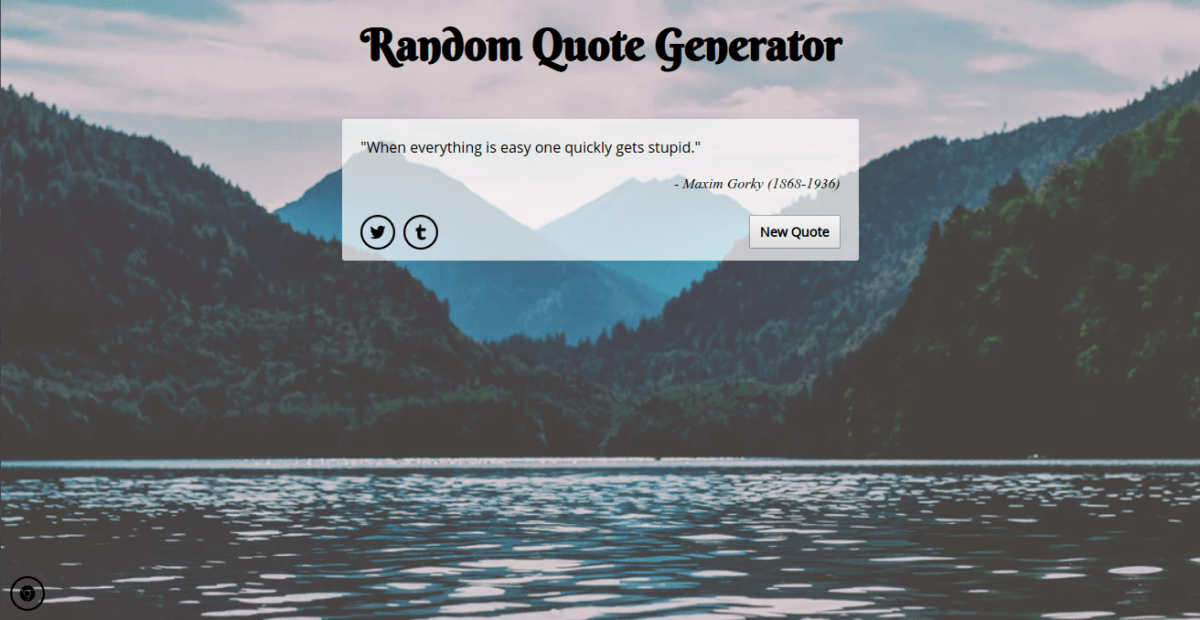 Random Quote Generator
"When everything is easy one quickly gets stupid."
- Maxim Gorky (1868-1936)
New Quote